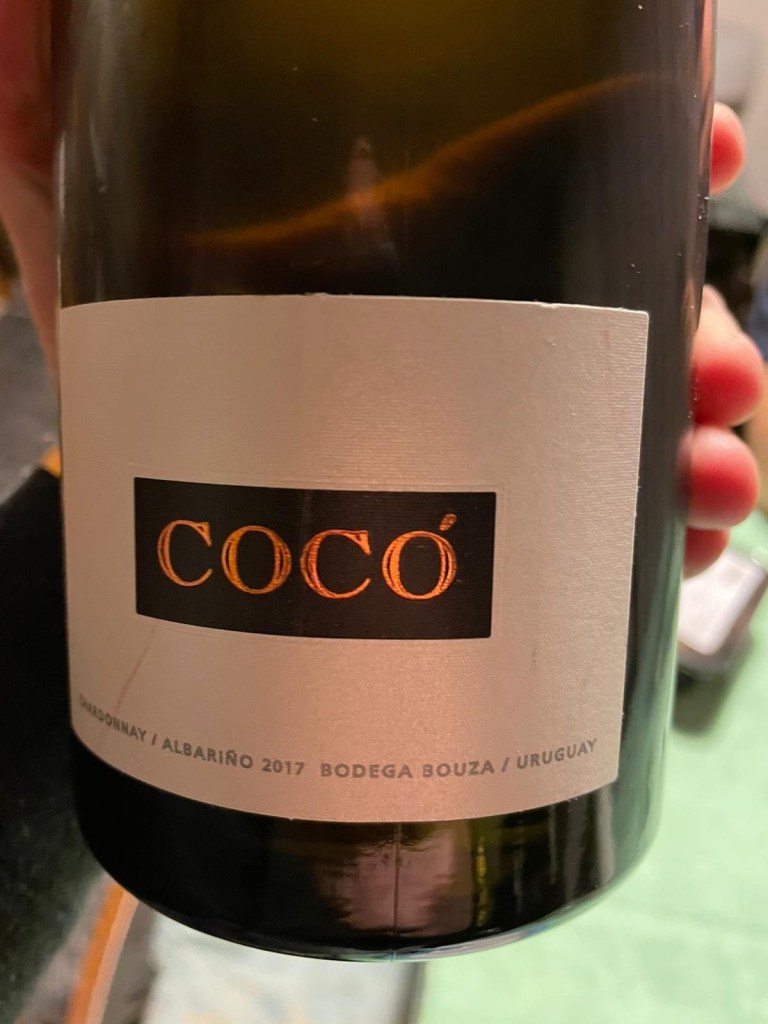 COCÓ
CHARDONNAY / ALBARIÑO 2017 BODEGA BOUZA / URUGUAY